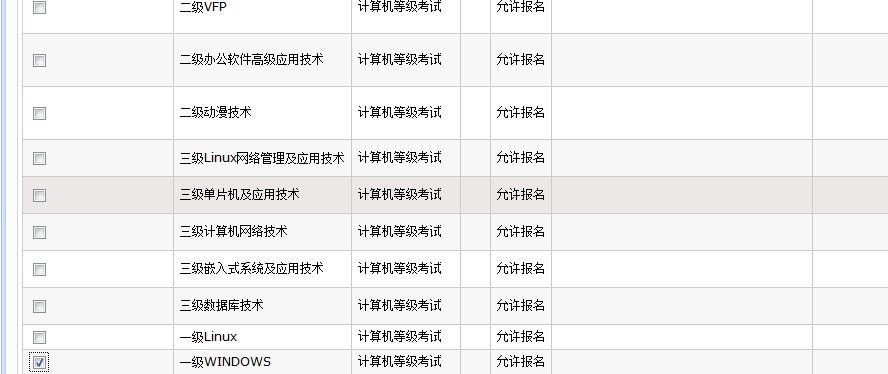 二级VFP 计算机等级考试 允许报名
二级办公软件高级应用技术 计算机等级考试 允许报名
二级动漫技术 计算机等级考试 允许报名
三级Linux网络管理及应用技术 计算机等级考试 允许报名
三级单片机及应用技术 计算机等级考试 允许报名
三级计算机网络技术 计算机等级考试 允许报名
三级嵌入式系统及应用技术 计算机等级考试 允许报名
三级数据库技术 计算机等级考试 允许报名
一级Linux 计算机等级考试 允许报名
一级WINDOWS 计算机等级考试 允许报名